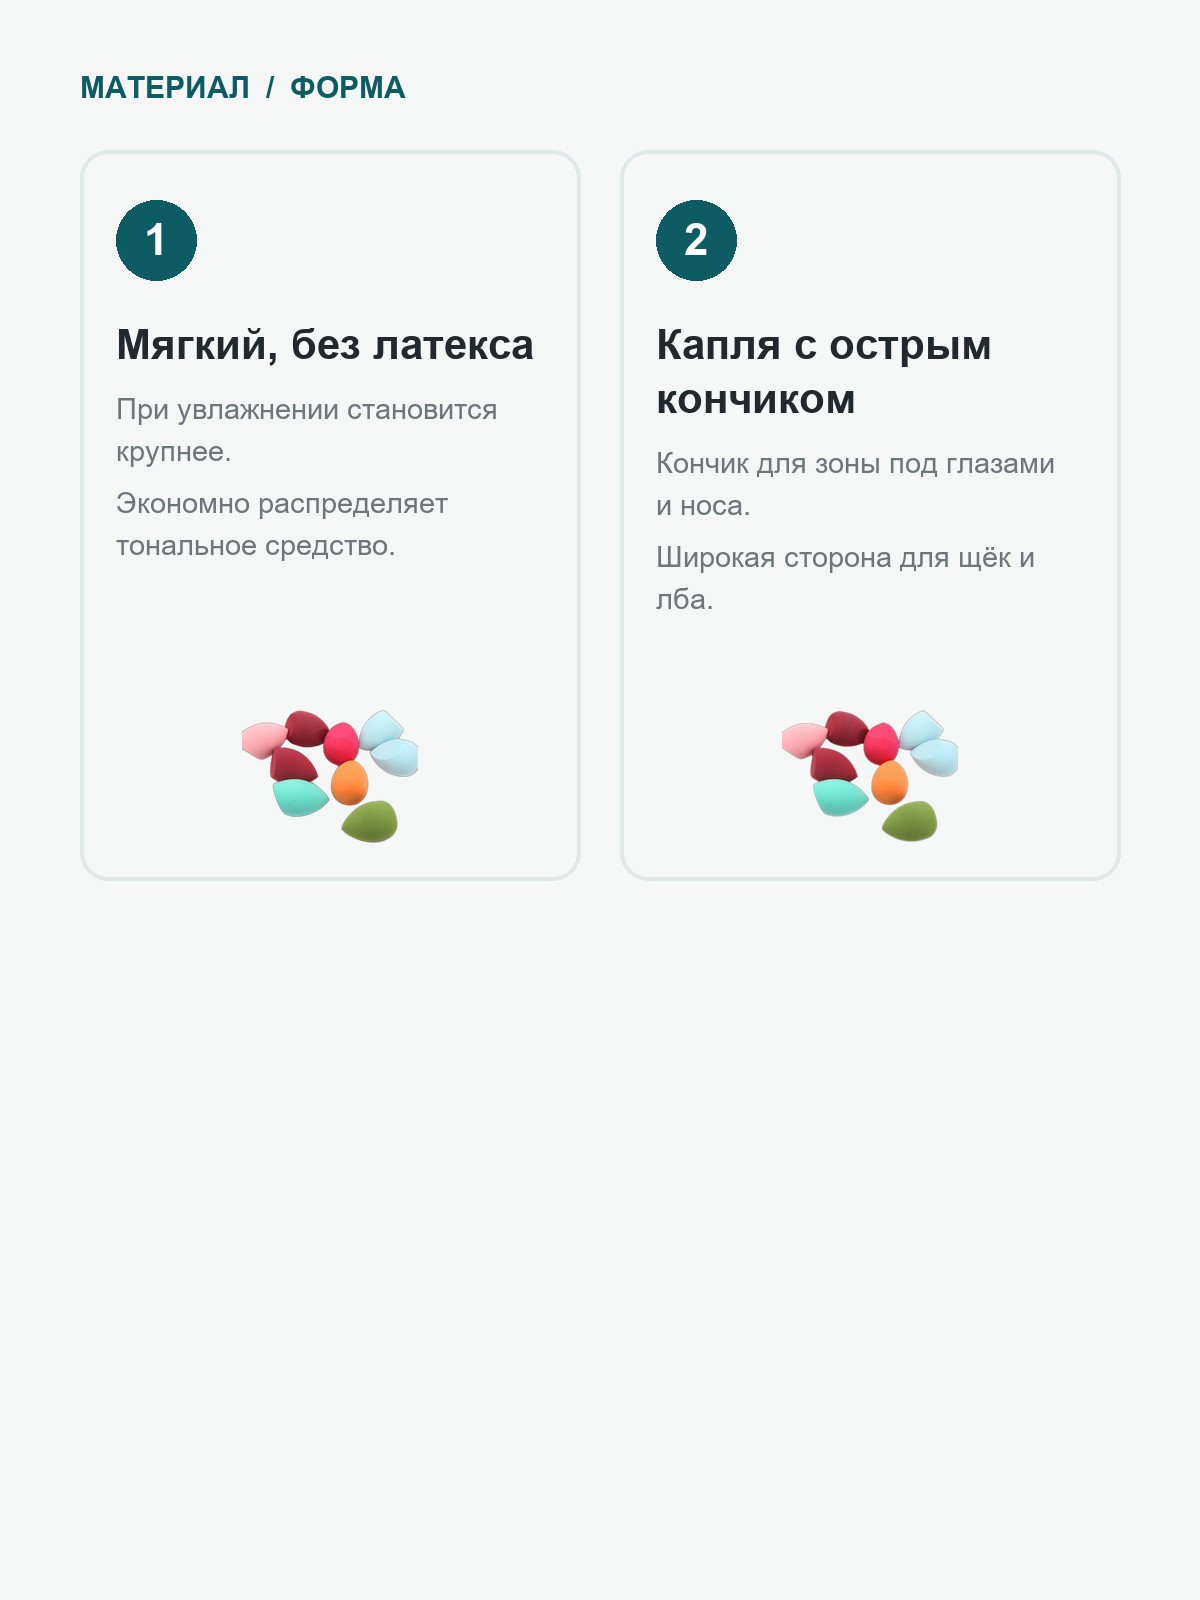 МАТЕРИАЛ / ФОРМА
1
Мягкий, без латекса
При увлажнении становится
крупнее.
Экономно распределяет
тональное средство.
2
Капля с острым
кончиком
Кончик для зоны под глазами
и носа.
Широкая сторона для щёк и
лба.